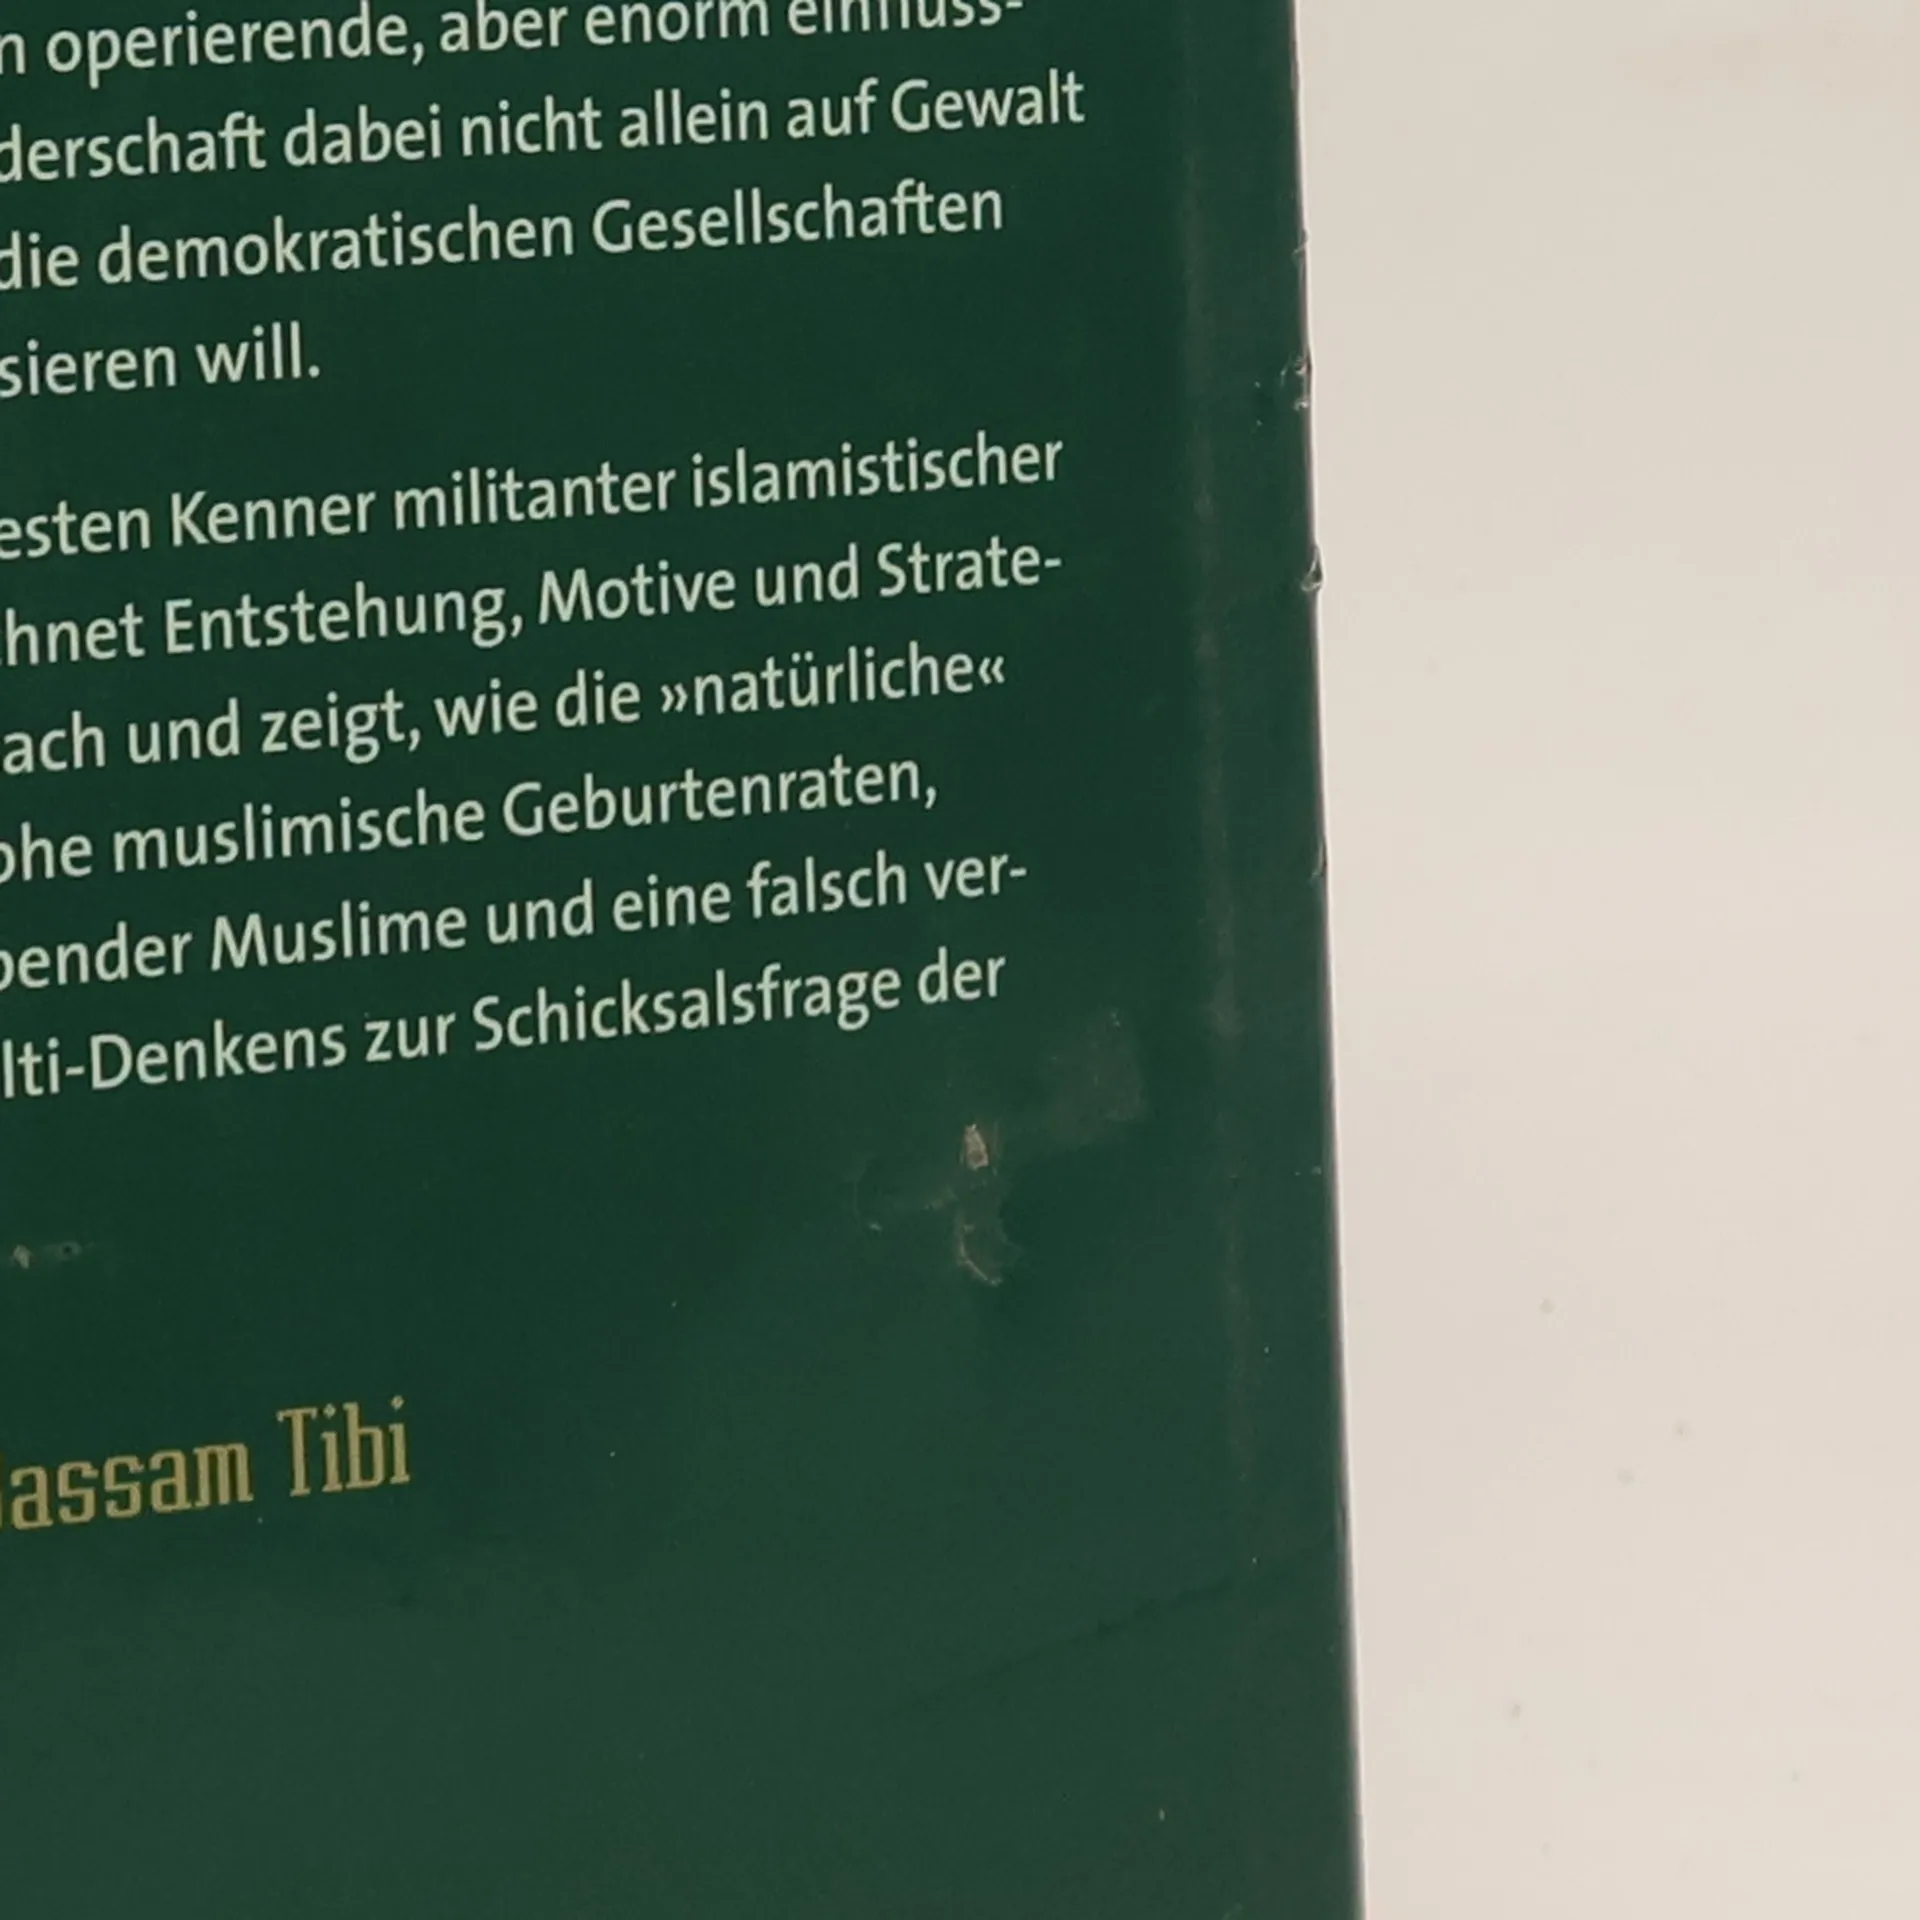 n operierende, aber enorm einfluss-
derschaft dabei nicht allein auf Gewalt
die demokratischen Gesellschaften
sieren will.
esten Kenner militanter islamistischer
hnet Entstehung, Motive und Strate-
ach und zeigt, wie die »natürliche«
ohe muslimische Geburtenraten,
bender Muslime und eine falsch ver-
lti-Denkens zur Schicksalsfrage der
assam Tibi